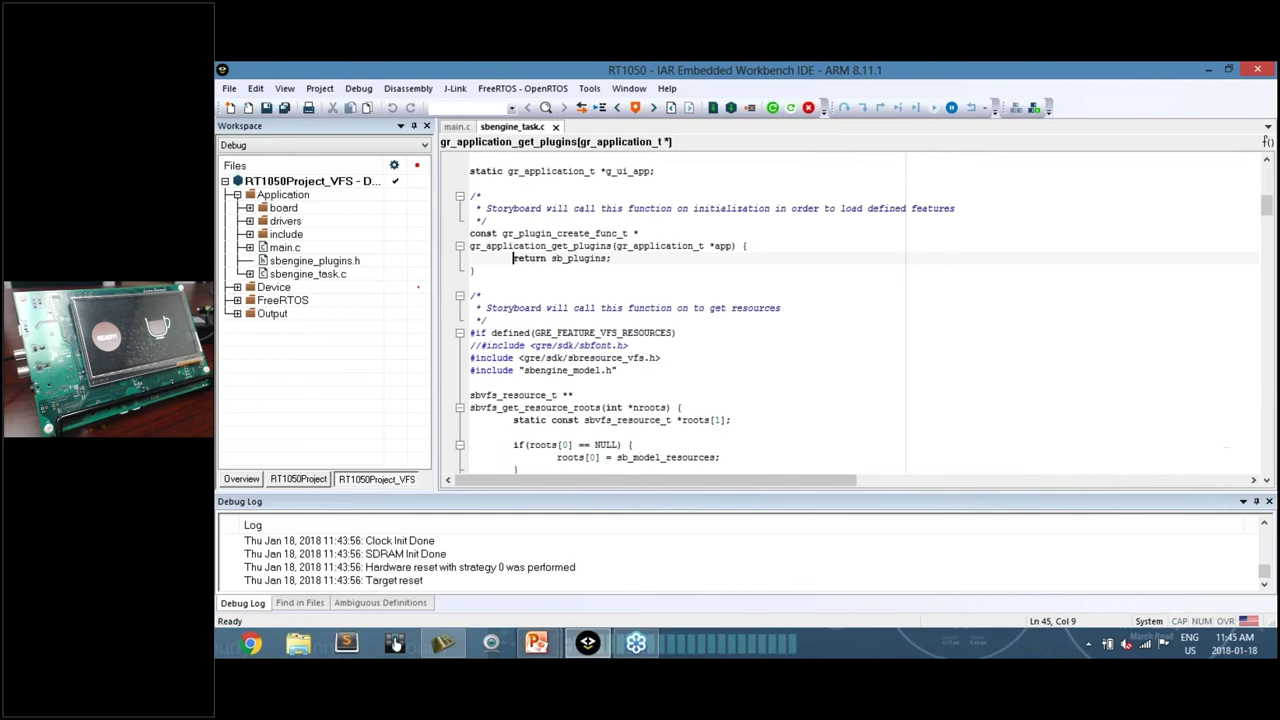 RT1050 - IAR Embedded Workbench IDE - ARM 8.11.1
File Edit View Project Debug Disassembly J-Link FreeRTOS - OpenRTOS Tools Window Help
Workspace
Debug
Files
RT1050Project_VFS - D...
Application
board
drivers
include
main.c
sbengine_plugins.h
sbengine_task.c
Device
FreeRTOS
Output
Overview RT1050Project RT1050Project_VFS
main.c sbengine_task.c
gr_application_get_plugins(gr_application_t *)
f()
static gr_application_t *g_ui_app;
/*
* Storyboard will call this function on initialization in order to load defined features
*/
const gr_plugin_create_func_t *
gr_application_get_plugins(gr_application_t *app) {
return sb_plugins;
}
/*
* Storyboard will call this function on to get resources
*/
#if defined(GRE_FEATURE_VFS_RESOURCES)
//#include <gre/sdk/sbfont.h>
#include <gre/sdk/sbresource_vfs.h>
#include "sbengine_model.h"
sbvfs_resource_t **
sbvfs_get_resource_roots(int *nroots) {
static const sbvfs_resource_t *roots[1];
if(roots[0] == NULL) {
roots[0] = sb_model_resources;
}
READY!
Debug Log
Log
Thu Jan 18, 2018 11:43:56: Clock Init Done
Thu Jan 18, 2018 11:43:56: SDRAM Init Done
Thu Jan 18, 2018 11:43:56: Hardware reset with strategy 0 was performed
Thu Jan 18, 2018 11:43:56: Target reset
Debug Log Find in Files Ambiguous Definitions
Ready
Ln 45, Col 9 System CAP NUM OVR
ENG 11:45 AM
US 2018-01-18